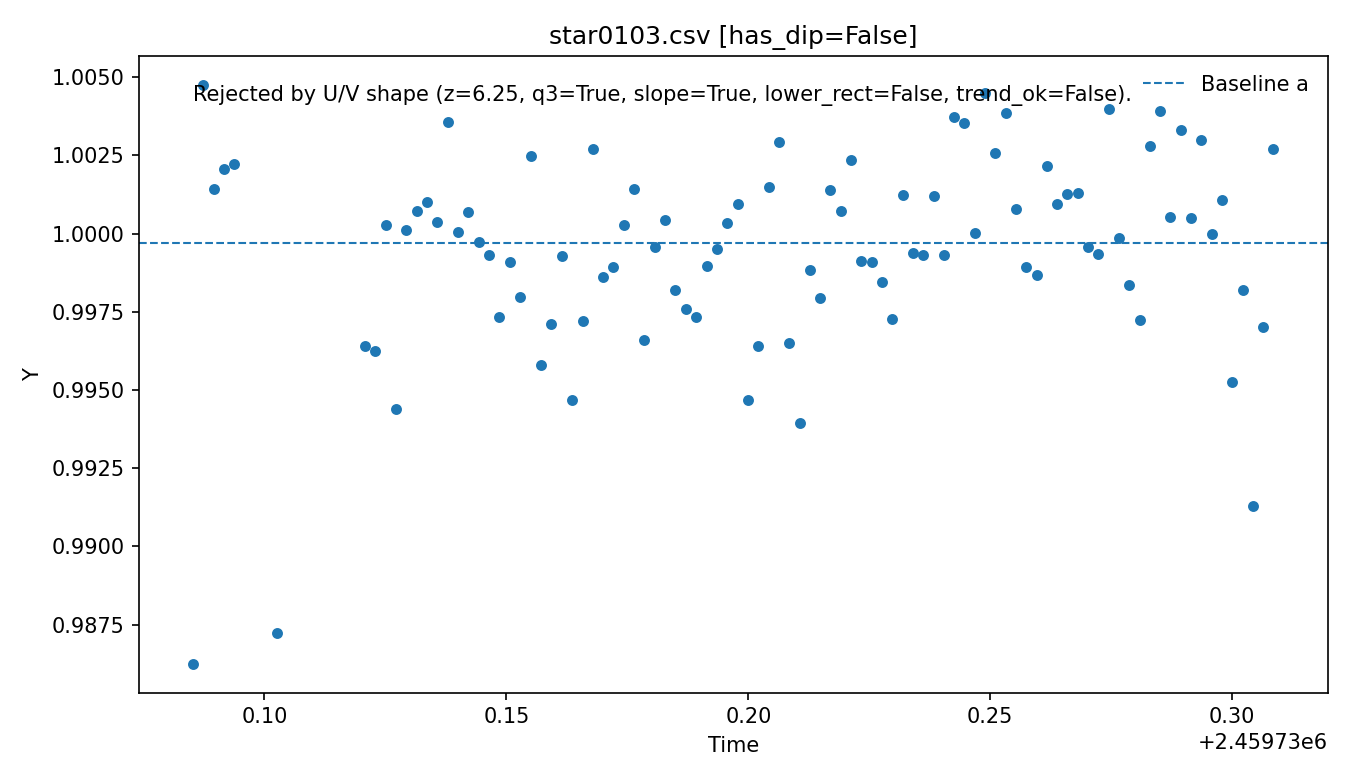 star0103.csv [has_dip=False]
Rejected by U/V shape (z=6.25, q3=True, slope=True, lower_rect=False, trend_ok=False).
Baseline a
1.0050
1.0025
1.0000
0.9975
0.9950
0.9925
0.9900
0.9875
Y
0.10
0.15
0.20
0.25
0.30
Time
+2.45973e6